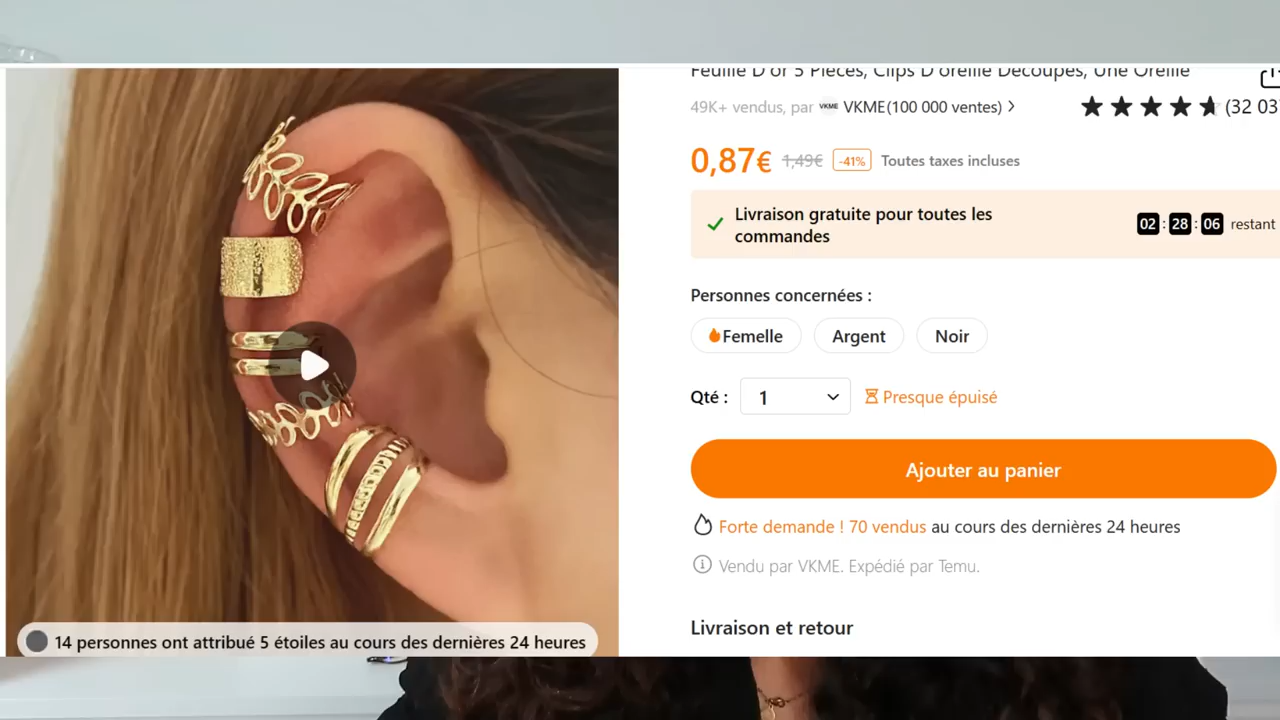 Feuille D'or 5 Pièces, Clips D'oreille Découpés, Une Oreille
49K+ vendus, par VKME VKME(100 000 ventes)
(32 03
0,87€ 1,49€ -41% Toutes taxes incluses
Livraison gratuite pour toutes les
commandes
02 : 28 : 06 restant
Personnes concernées :
Femelle Argent Noir
Qté : 1 Presque épuisé
Ajouter au panier
Forte demande ! 70 vendus au cours des dernières 24 heures
Vendu par VKME. Expédié par Temu.
14 personnes ont attribué 5 étoiles au cours des dernières 24 heures
Livraison et retour